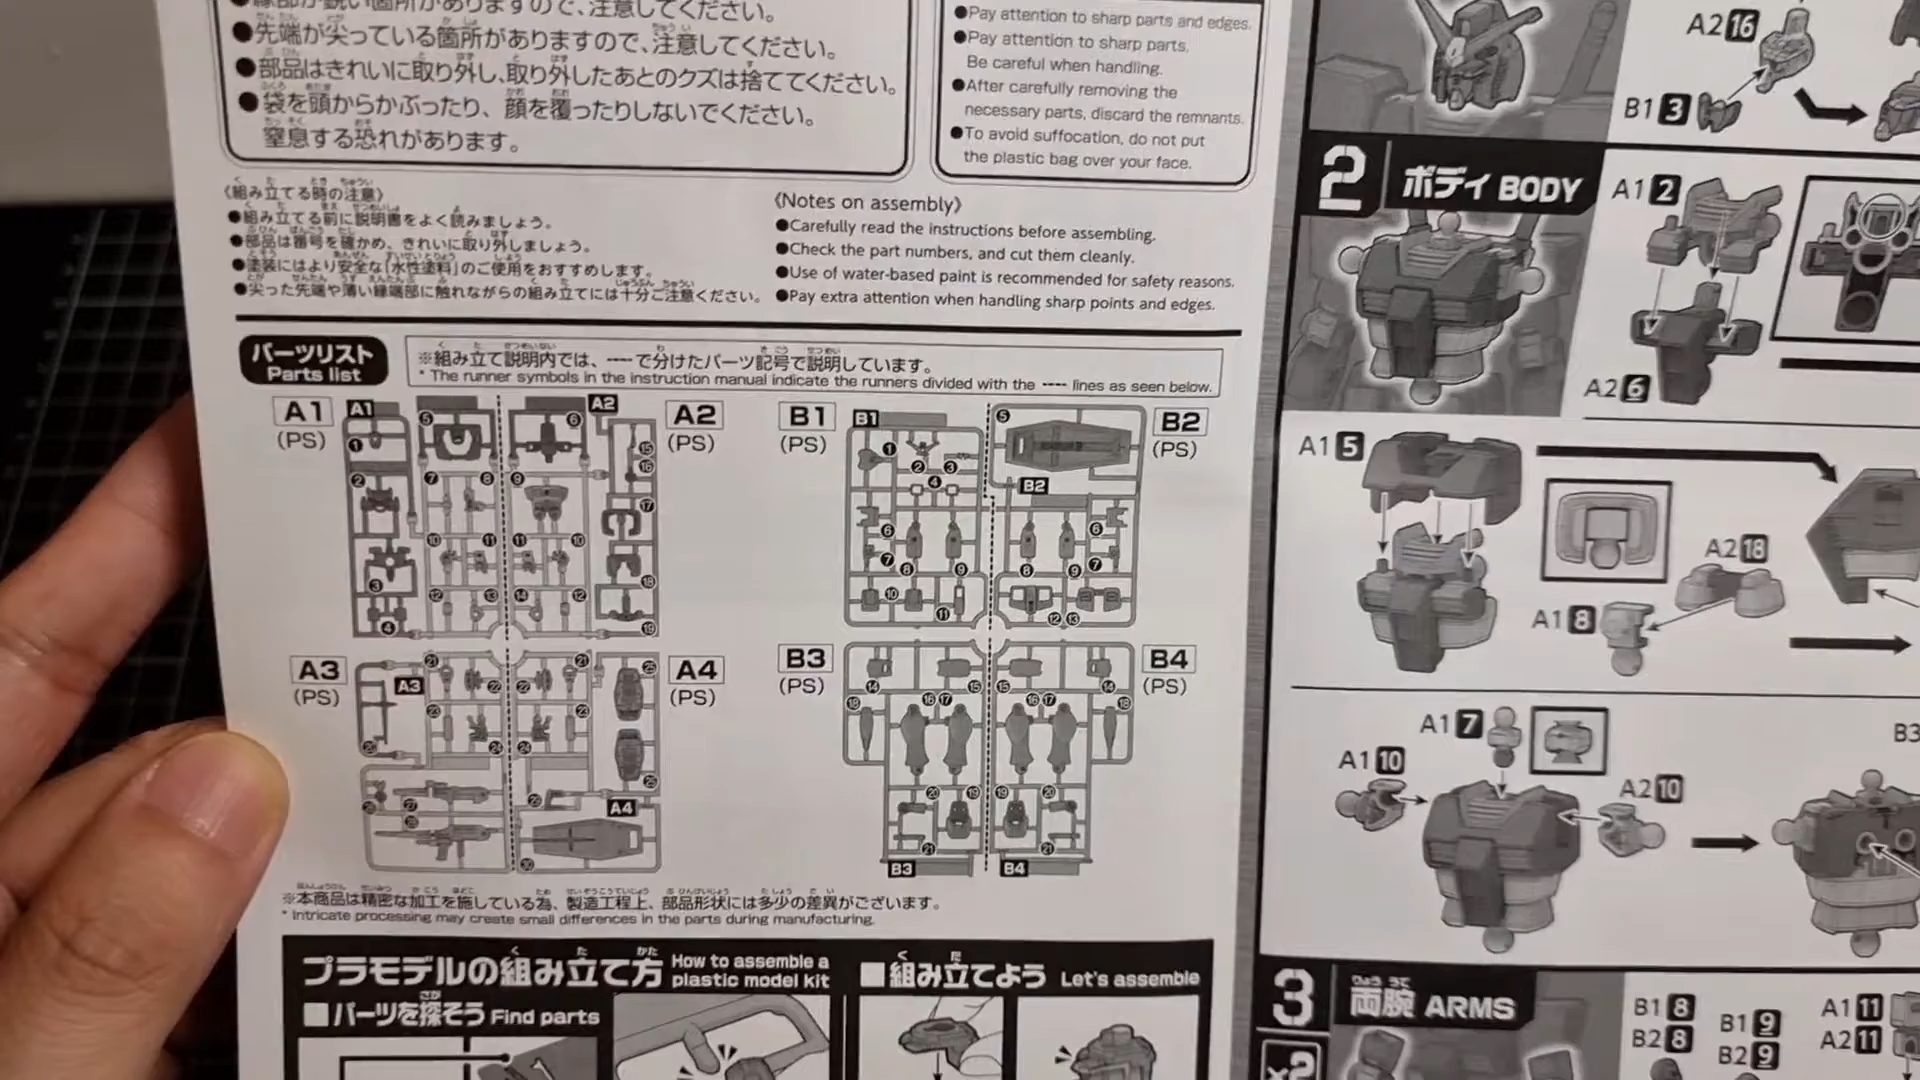 ●先端が尖っている箇所がありますので、注意してください。
●部品はきれいに取り外し、取り外したあとのクズは捨ててください。
●袋を頭からかぶったり、顔を覆ったりしないでください。
窒息する恐れがあります。
●Pay attention to sharp parts and edges.
●Pay attention to sharp parts.
Be careful when handling.
●After carefully removing the
necessary parts, discard the remnants.
●To avoid suffocation, do not put
the plastic bag over your face.
《組み立てる時の注意》
●組み立てる前に説明書をよく読みましょう。
●部品は番号を確かめ、きれいに取り外しましょう。
●塗装にはより安全な「水性塗料」のご使用をおすすめします。
●尖った先端や薄い縁端部に触れながらの組み立てには十分ご注意ください。
《Notes on assembly》
●Carefully read the instructions before assembling.
●Check the part numbers, and cut them cleanly.
●Use of water-based paint is recommended for safety reasons.
●Pay extra attention when handling sharp points and edges.
パーツリスト
Parts list
※組み立て説明内では、----で分けたパーツ記号で説明しています。
* The runner symbols in the instruction manual indicate the runners divided with the ---- lines as seen below.
A1
(PS)
A1
A2
A2
(PS)
B1
(PS)
B1
B2
B2
(PS)
A3
(PS)
A3
A4
A4
(PS)
B3
(PS)
B3
B4
B4
(PS)
※本商品は精密な加工を施している為、製造工程上、部品形状には多少の差異がございます。
* Intricate processing may create small differences in the parts during manufacturing.
プラモデルの組み立て方 How to assemble a
plastic model kit
■パーツを探そう Find parts
■組み立てよう Let's assemble
A2 16
B1 3
2 ボディ BODY
A1 2
A2 6
A1 5
A2 18
A1 8
A1 7
A1 10
A2 10
B3
3 両腕 ARMS
×2
B1 8
B2 8
B1 9
B2 9
A1 11
A2 11